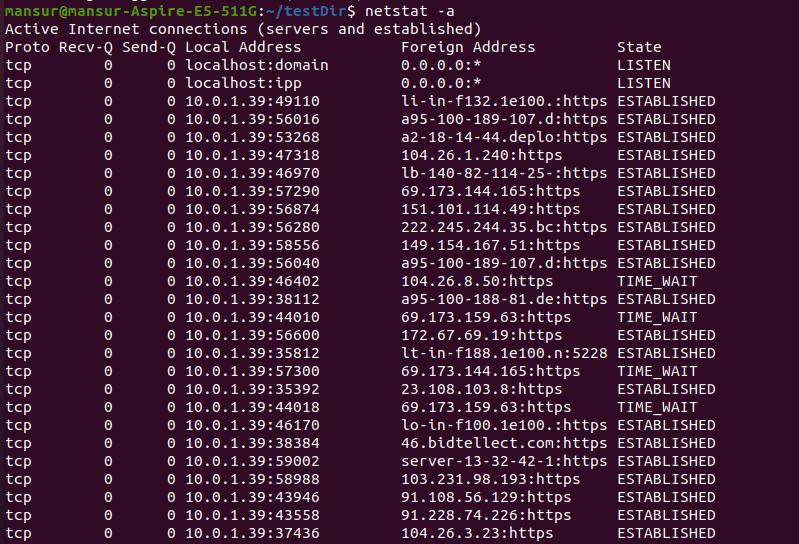 mansur@mansur-Aspire-E5-511G:~/testDir$ netstat -a
Active Internet connections (servers and established)
Proto Recv-Q Send-Q Local Address           Foreign Address         State
tcp        0      0 localhost:domain        0.0.0.0:*               LISTEN
tcp        0      0 localhost:ipp           0.0.0.0:*               LISTEN
tcp        0      0 10.0.1.39:49110         li-in-f132.1e100.:https ESTABLISHED
tcp        0      0 10.0.1.39:56016         a95-100-189-107.d:https ESTABLISHED
tcp        0      0 10.0.1.39:53268         a2-18-14-44.deplo:https ESTABLISHED
tcp        0      0 10.0.1.39:47318         104.26.1.240:https      ESTABLISHED
tcp        0      0 10.0.1.39:46970         lb-140-82-114-25-:https ESTABLISHED
tcp        0      0 10.0.1.39:57290         69.173.144.165:https    ESTABLISHED
tcp        0      0 10.0.1.39:56874         151.101.114.49:https    ESTABLISHED
tcp        0      0 10.0.1.39:56280         222.245.244.35.bc:https ESTABLISHED
tcp        0      0 10.0.1.39:58556         149.154.167.51:https    ESTABLISHED
tcp        0      0 10.0.1.39:56040         a95-100-189-107.d:https ESTABLISHED
tcp        0      0 10.0.1.39:46402         104.26.8.50:https       TIME_WAIT
tcp        0      0 10.0.1.39:38112         a95-100-188-81.de:https ESTABLISHED
tcp        0      0 10.0.1.39:44010         69.173.159.63:https     TIME_WAIT
tcp        0      0 10.0.1.39:56600         172.67.69.19:https      ESTABLISHED
tcp        0      0 10.0.1.39:35812         lt-in-f188.1e100.n:5228 ESTABLISHED
tcp        0      0 10.0.1.39:57300         69.173.144.165:https    TIME_WAIT
tcp        0      0 10.0.1.39:35392         23.108.103.8:https      ESTABLISHED
tcp        0      0 10.0.1.39:44018         69.173.159.63:https     TIME_WAIT
tcp        0      0 10.0.1.39:46170         lo-in-f100.1e100.:https ESTABLISHED
tcp        0      0 10.0.1.39:38384         46.bidtellect.com:https ESTABLISHED
tcp        0      0 10.0.1.39:59002         server-13-32-42-1:https ESTABLISHED
tcp        0      0 10.0.1.39:58988         103.231.98.193:https    ESTABLISHED
tcp        0      0 10.0.1.39:43946         91.108.56.129:https     ESTABLISHED
tcp        0      0 10.0.1.39:43558         91.228.74.226:https     ESTABLISHED
tcp        0      0 10.0.1.39:37436         104.26.3.23:https       ESTABLISHED